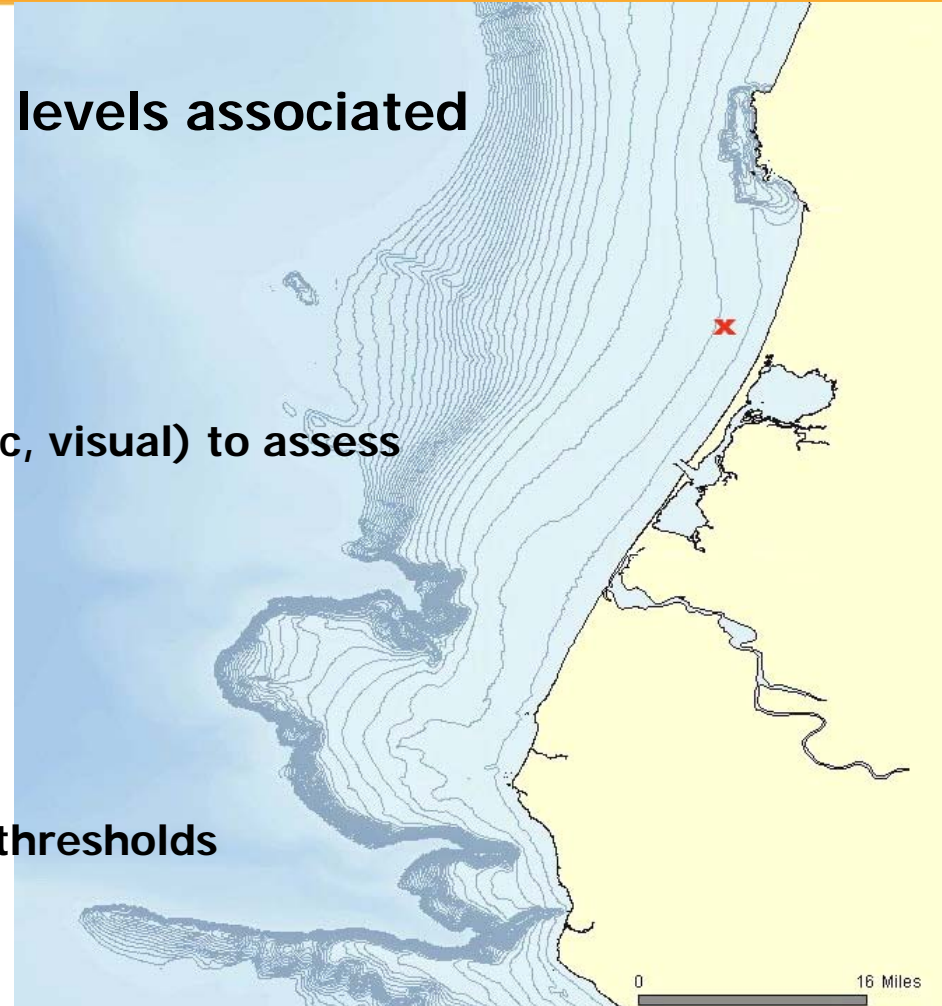 levels associated
c, visual) to assess
thresholds
x
0 16 Miles